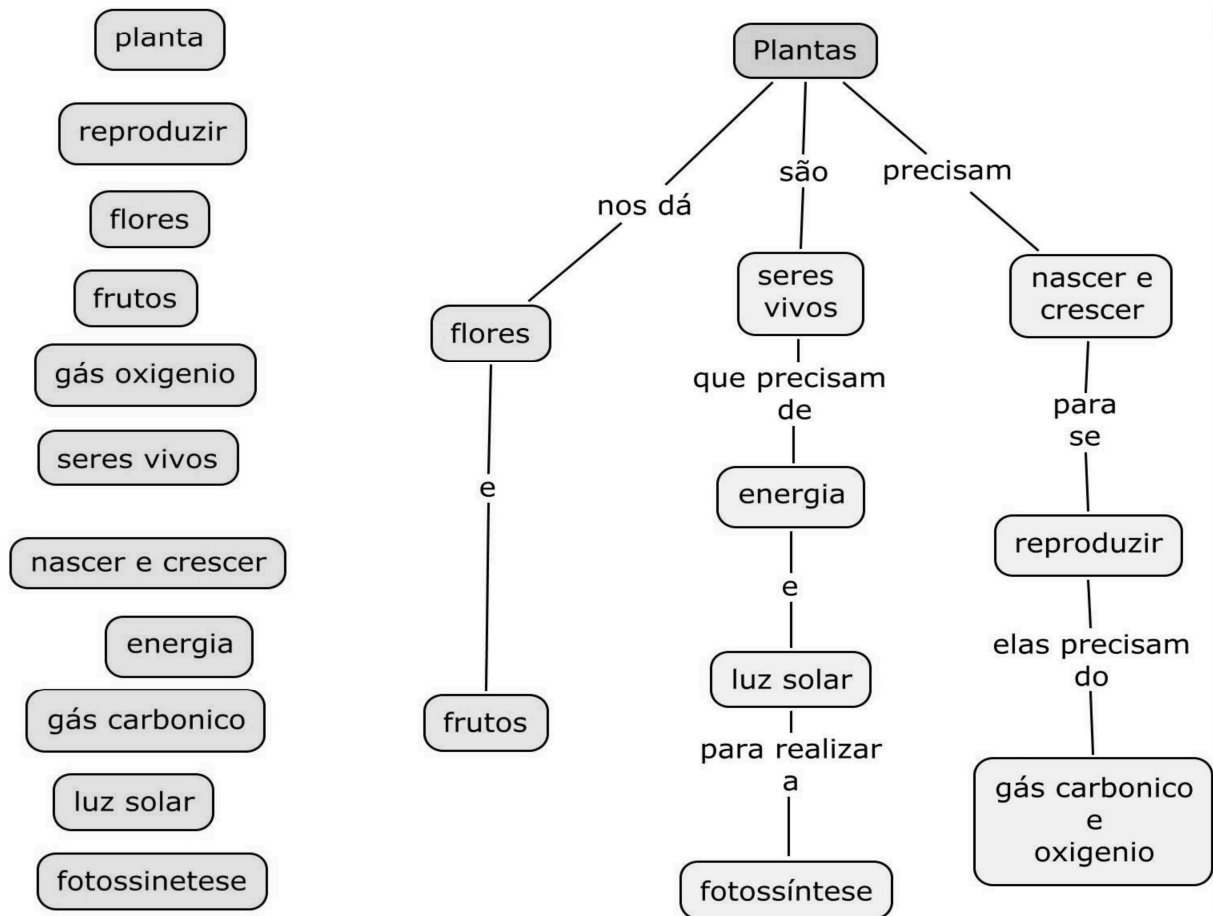 planta
reproduzir
flores
frutos
gás oxigenio
seres vivos
nascer e crescer
energia
gás carbonico
luz solar
fotossinetese
Plantas
nos dá
flores
e
frutos
são
seres
vivos
que precisam
de
energia
e
luz solar
para realizar
a
fotossíntese
precisam
nascer e
crescer
para
se
reproduzir
elas precisam
do
gás carbonico
e
oxigenio